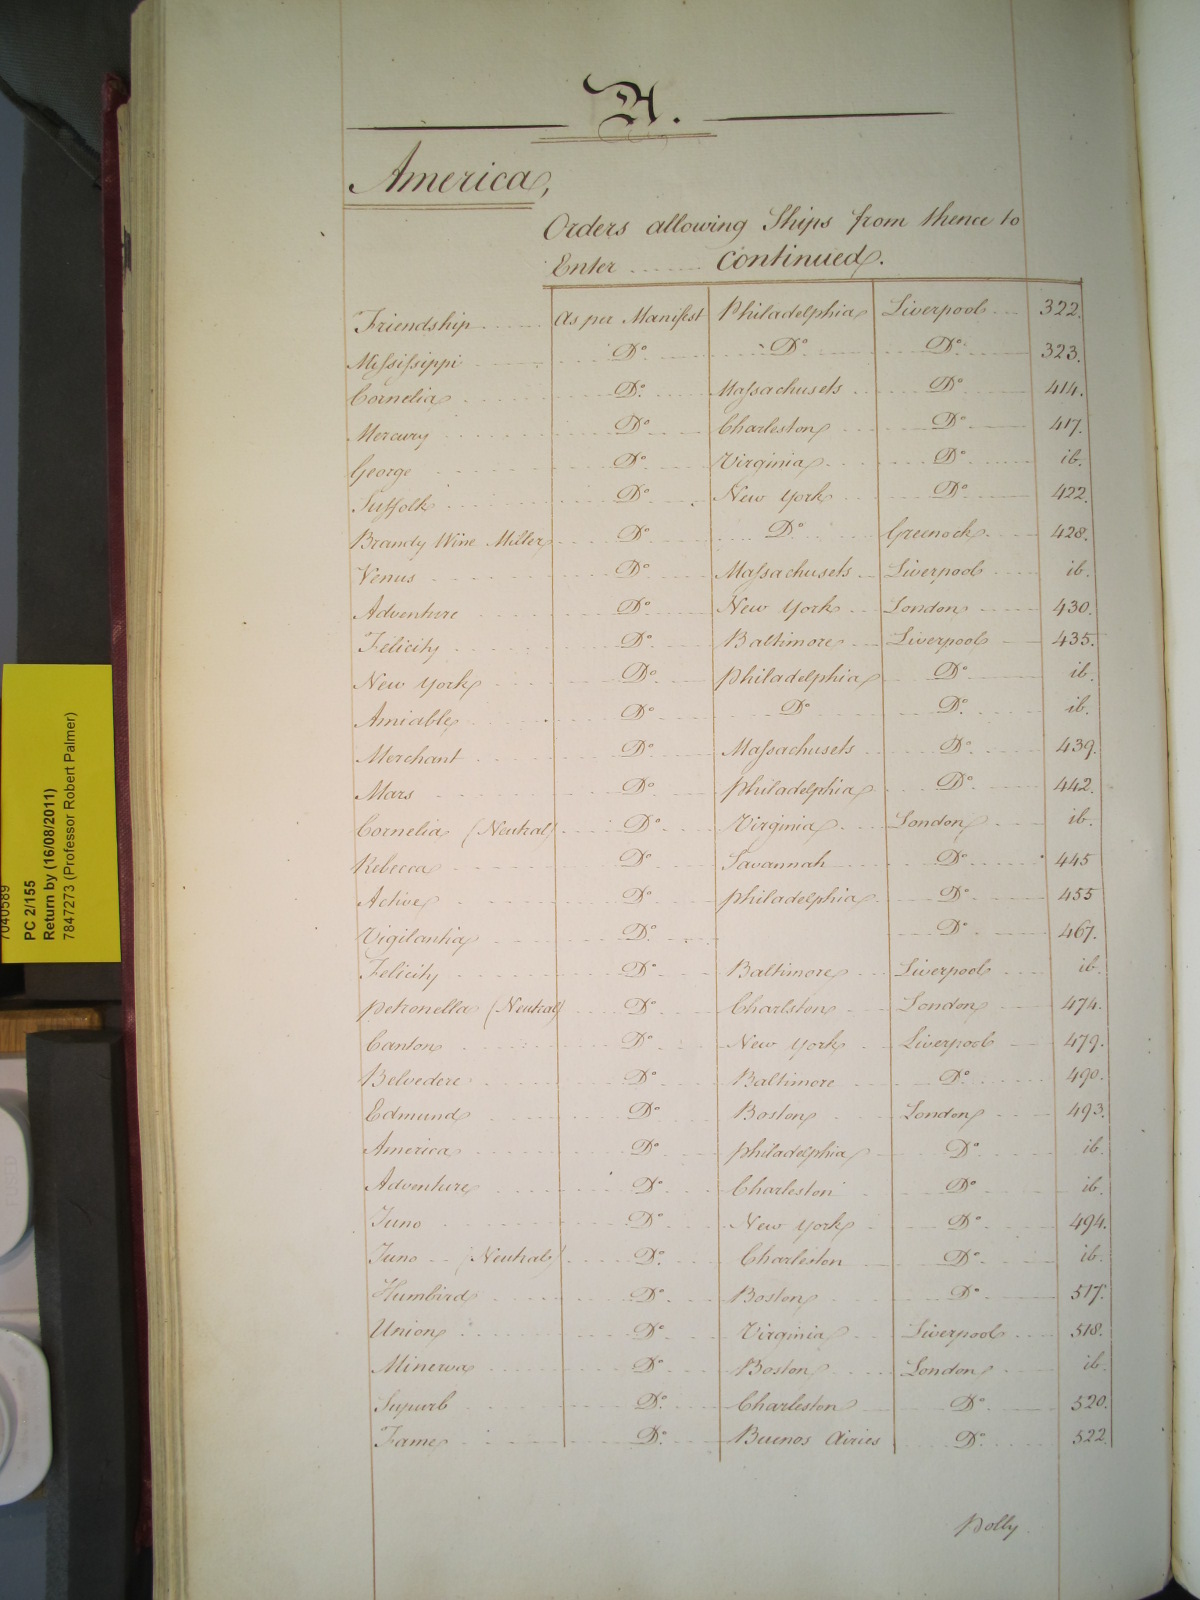 A.
America,
Orders allowing Ships from thence to
Enter ...... Continued.
Friendship As per Manifest Philadelphia Liverpool 322.
Missisippi Do. Do. Do. 323.
Cornelia Do. Massachusets Do. 414.
Mercury Do. Charleston Do. 417.
George Do. Virginia Do. ib.
Suffolk Do. New York Do. 422
Brandy Wine Miller Do. Do. Greenock 428.
Venus Do. Massachusets Liverpool ib.
Adventure Do. New York London 430.
Felicity Do. Baltimore Liverpool 435.
New York Do. Philadelphia Do. ib.
Amiable Do. Do. Do. ib.
Merchant Do. Massachusets Do. 439.
Mars Do. Philadelphia Do. 442.
Cornelia (Neutral) Do. Virginia London ib.
Rebecca Do. Savannah Do. 445
Active Do. Philadelphia Do. 455
Vigilantia Do. Do. 467.
Felicity Do. Baltimore Liverpool ib.
Petronella (Neutral) Do. Charlston London 474.
Canton Do. New York Liverpool 479.
Belvedere Do. Baltimore Do. 490.
Edmund Do. Boston London 493.
America Do. Philadelphia Do. ib.
Adventure Do. Charleston Do. ib.
Juno Do. New York Do. 494.
Juno (Neutral) Do. Charleston Do. ib.
Humbird Do. Boston Do. 517.
Union Do. Virginia Liverpool 518.
Minerva Do. Boston London ib.
Supurb Do. Charleston Do. 520.
Fame Do. Buenos Airies Do. 522
Polly
7040589
PC 2/155
Return by (16/08/2011)
7847273 (Professor Robert Palmer)